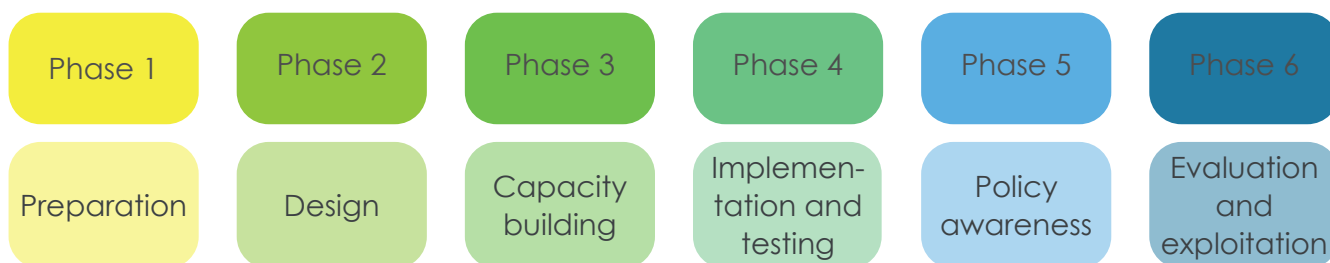 Phase 1
Phase 2
Phase 3
Phase 4
Phase 5
Phase 6
Preparation
Design
Capacity
building
Implemen-
tation and
testing
Policy
awareness
Evaluation
and
exploitation